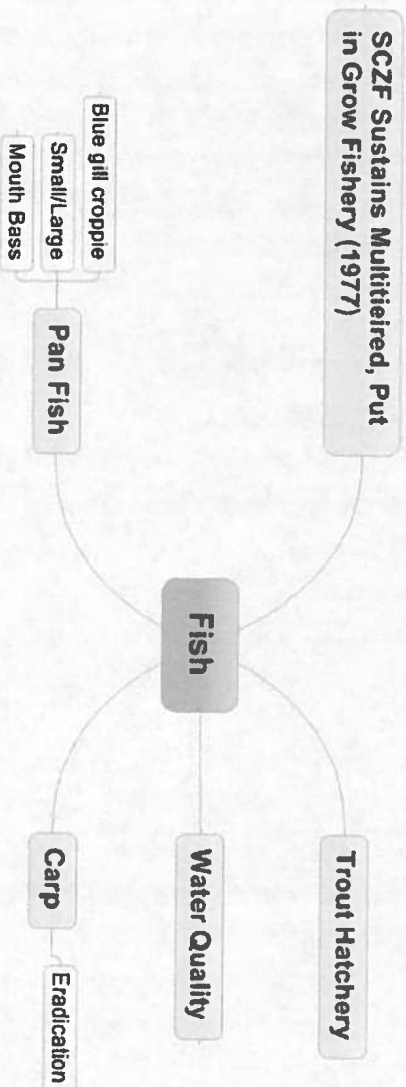 SCZF Sustains Multitieired, Put
in Grow Fishery (1977)
Blue gill croppie
Small/Large
Mouth Bass
Pan Fish
Fish
Trout Hatchery
Water Quality
Carp
Eradication